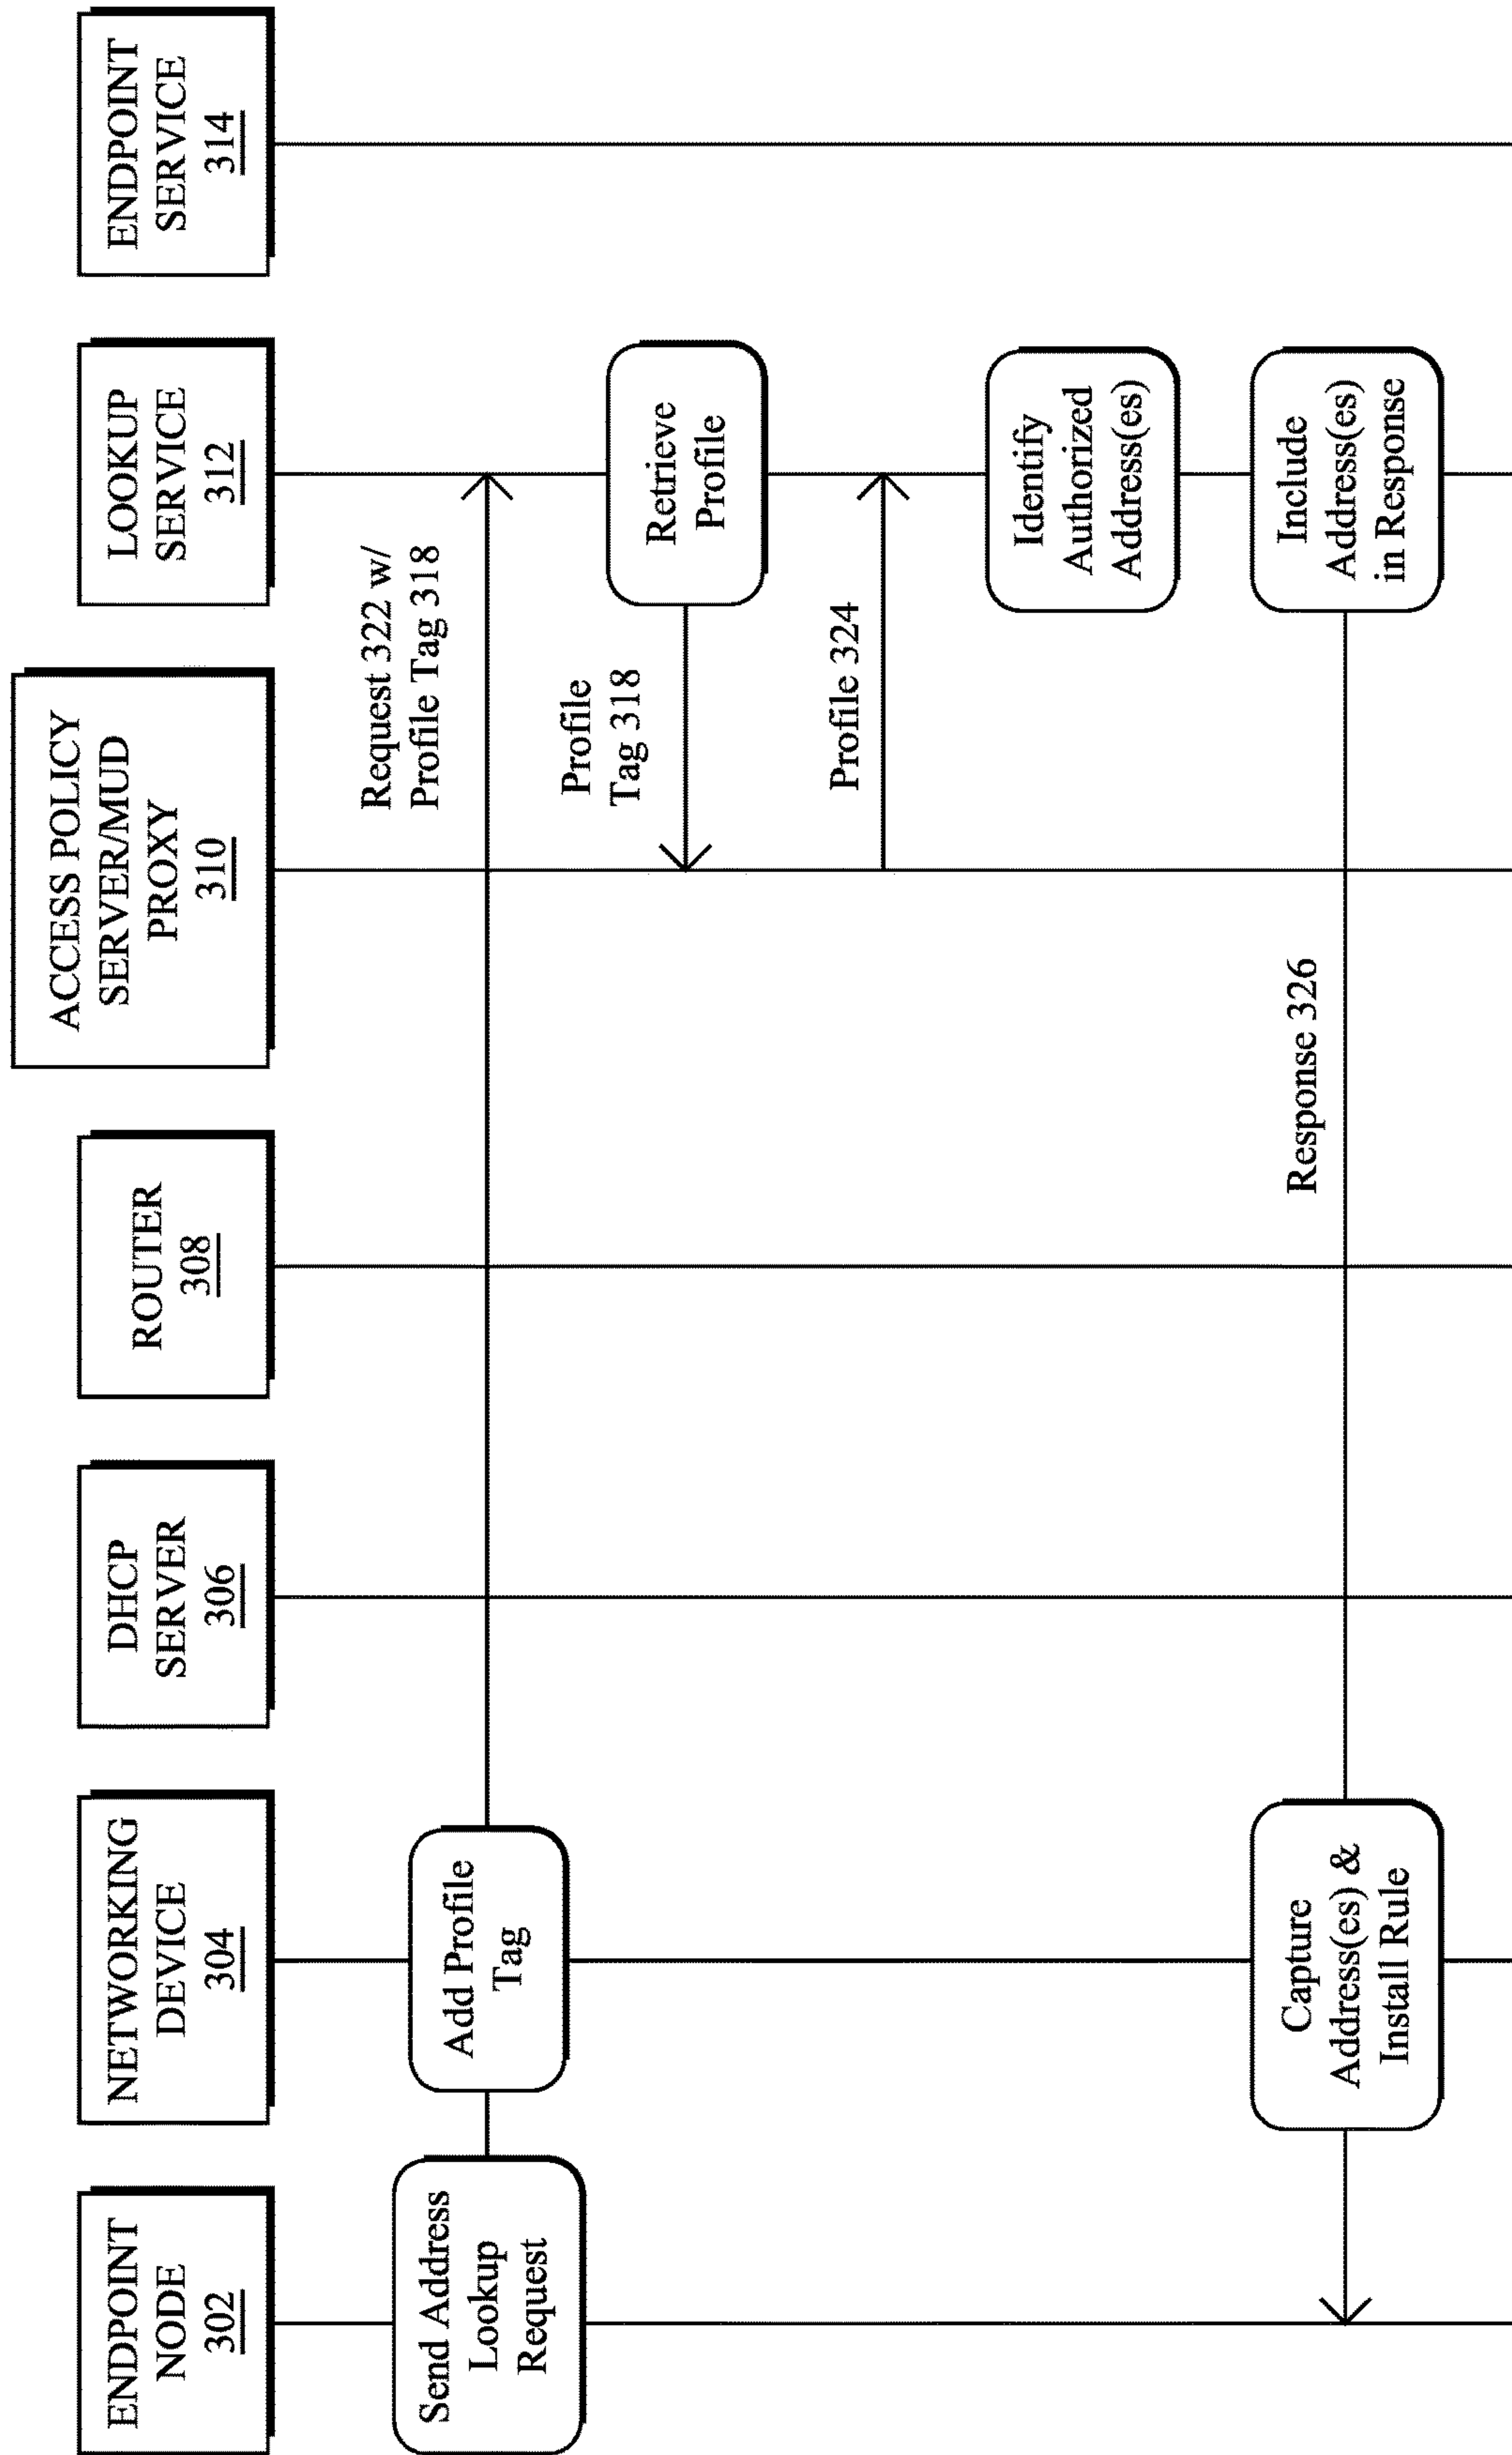 ENDPOINT
NODE
302
NETWORKING
DEVICE
304
DHCP
SERVER
306
ROUTER
308
ACCESS POLICY
SERVER/MUD
PROXY
310
LOOKUP
SERVICE
312
ENDPOINT
SERVICE
314
Send Address
Lookup
Request
Add Profile
Tag
Request 322 w/
Profile Tag 318
Retrieve
Profile
Profile
Tag 318
Profile 324
Identify
Authorized
Address(es)
Include
Address(es)
in Response
Response 326
Capture
Address(es) &
Install Rule